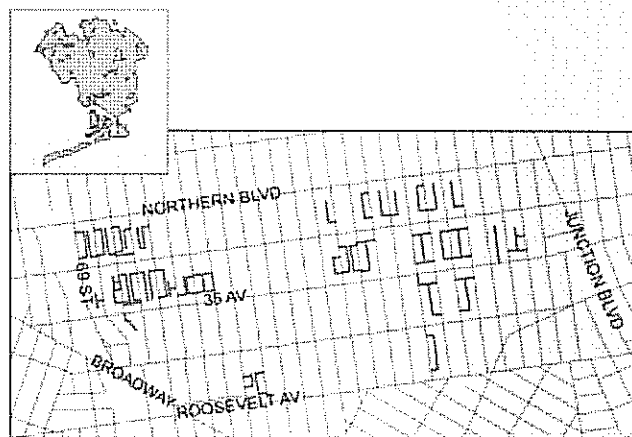 NORTHERN BLVD
JUNCTION BLVD
69 ST
35 AV
BROADWAY
ROOSEVELT AV